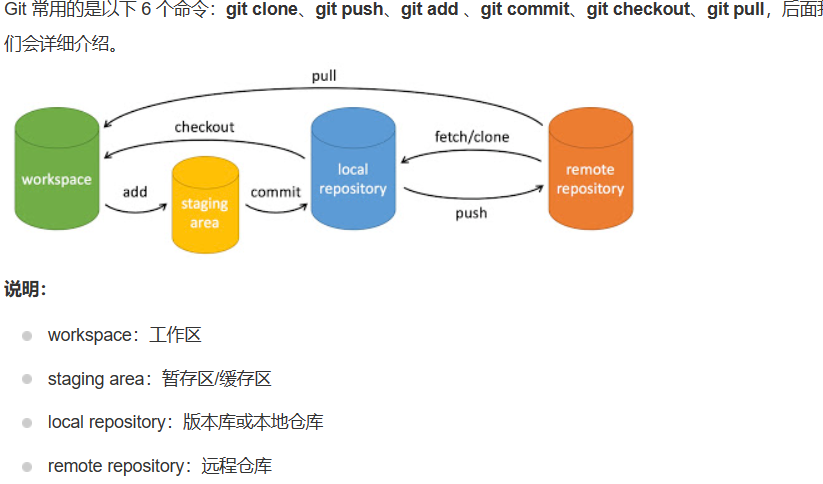 Git 常用的是以下 6 个命令：git clone、git push、git add 、git commit、git checkout、git pull，后面
们会详细介绍。
pull
checkout
fetch/clone
workspace
local
repository
remote
repository
add
staging
area
commit
push
说明：
workspace：工作区
staging area：暂存区/缓存区
local repository：版本库或本地仓库
remote repository：远程仓库